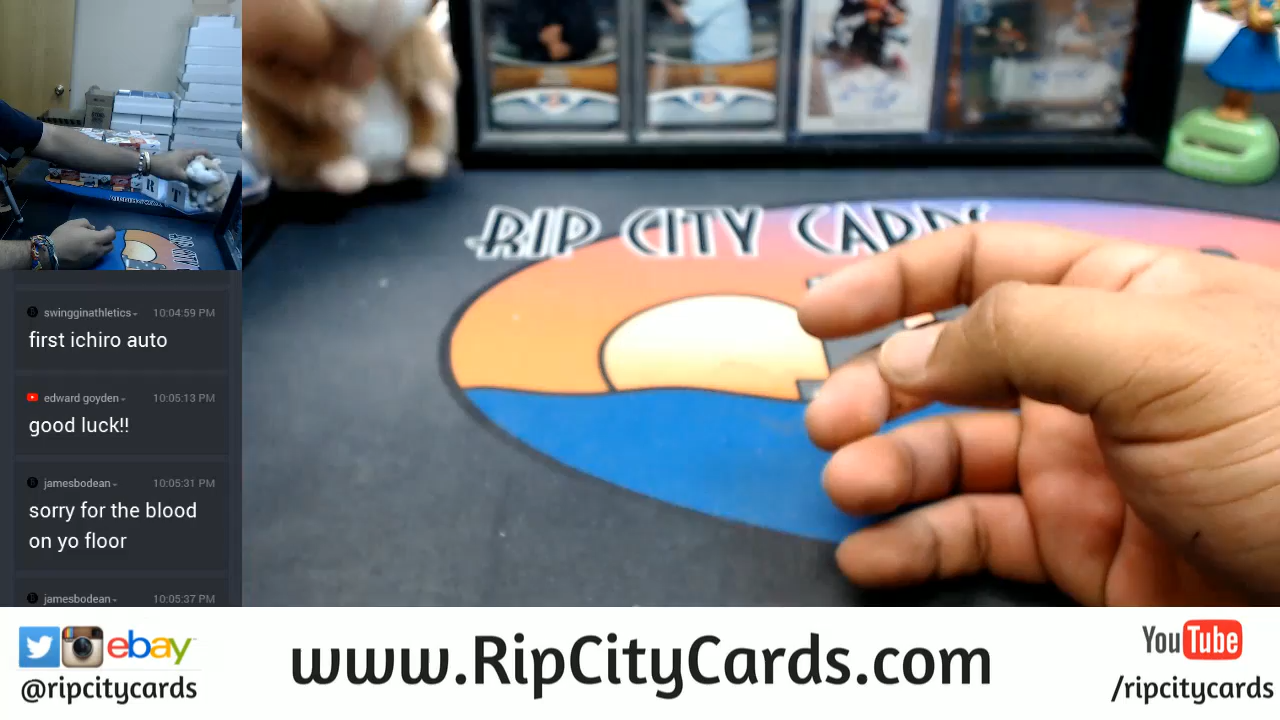 RIP CITY CARDS
swingginathletics 10:04:59 PM
first ichiro auto
edward goyden 10:05:13 PM
good luck!!
jamesbodean 10:05:31 PM
sorry for the blood
on yo floor
jamesbodean 10:05:37 PM
ebay
@ripcitycards
www.RipCityCards.com
YouTube
/ripcitycards